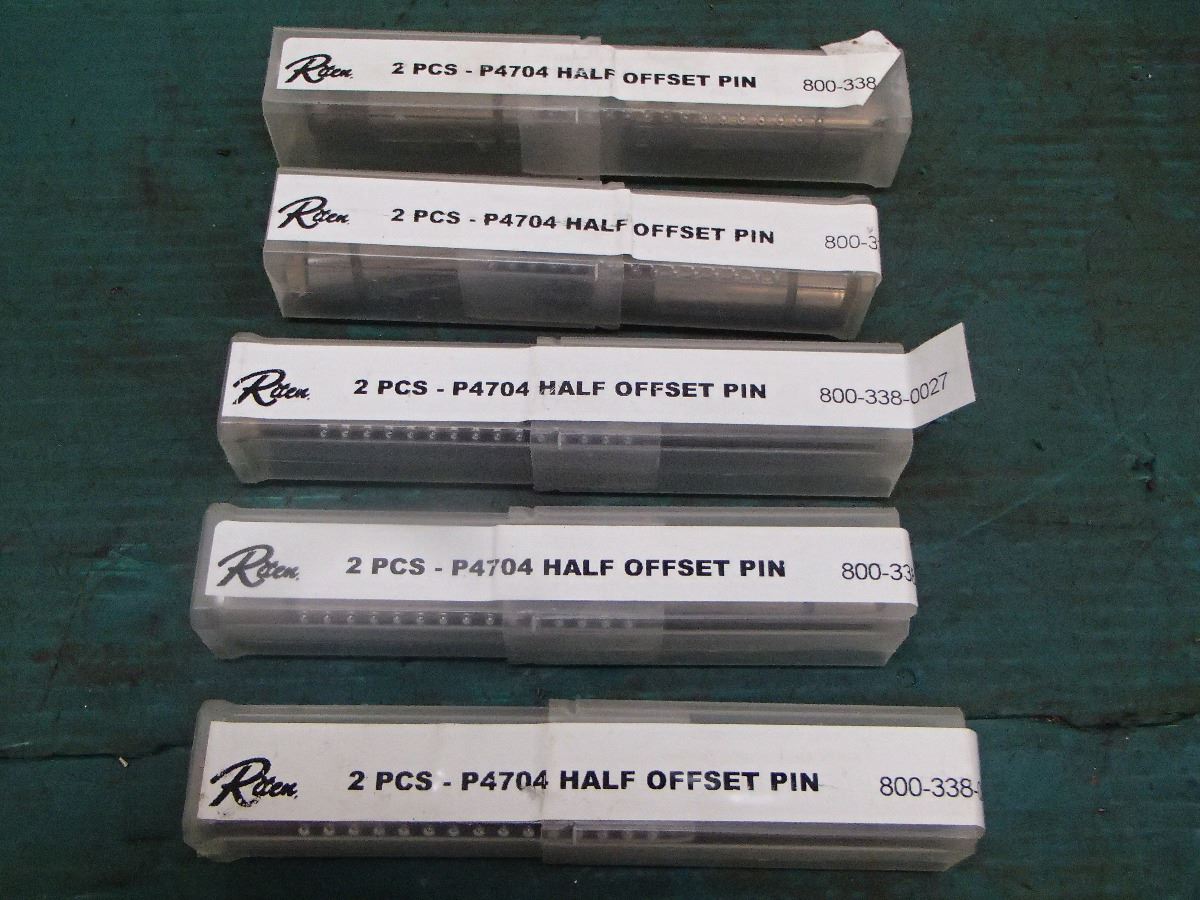 Riten 2 PCS - P4704 HALF OFFSET PIN 800-338
Riten 2 PCS - P4704 HALF OFFSET PIN 800-3
Riten 2 PCS - P4704 HALF OFFSET PIN 800-338-0027
Riten 2 PCS - P4704 HALF OFFSET PIN 800-338
Riten 2 PCS - P4704 HALF OFFSET PIN 800-338-